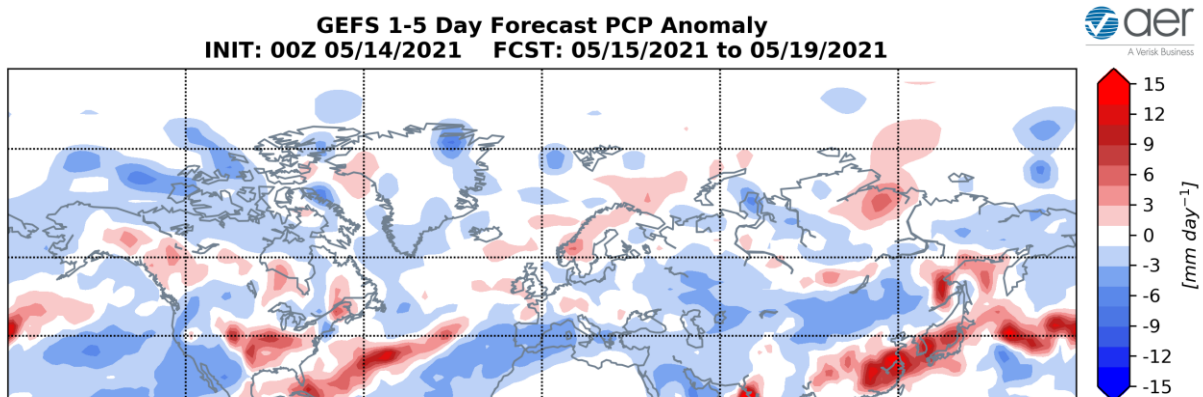 GEFS 1-5 Day Forecast PCP Anomaly
INIT: 00Z 05/14/2021 FCST: 05/15/2021 to 05/19/2021
aer
A Verisk Business
15
12
9
6
3
0
-3
-6
-9
-12
-15
[mm day⁻¹]